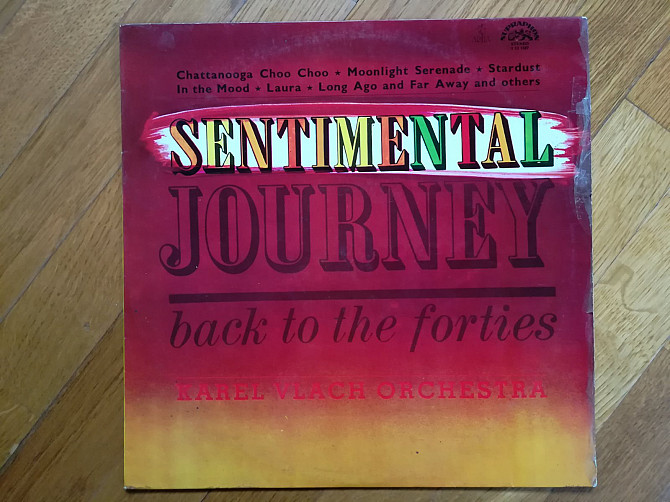 SUPRAPHON
Chattanooga Choo Choo ★ Moonlight Serenade ★ Stardust
In the Mood ★ Laura ★ Long Ago and Far Away and others
SENTIMENTAL
JOURNEY
back to the forties
KAREL VLACH ORCHESTRA